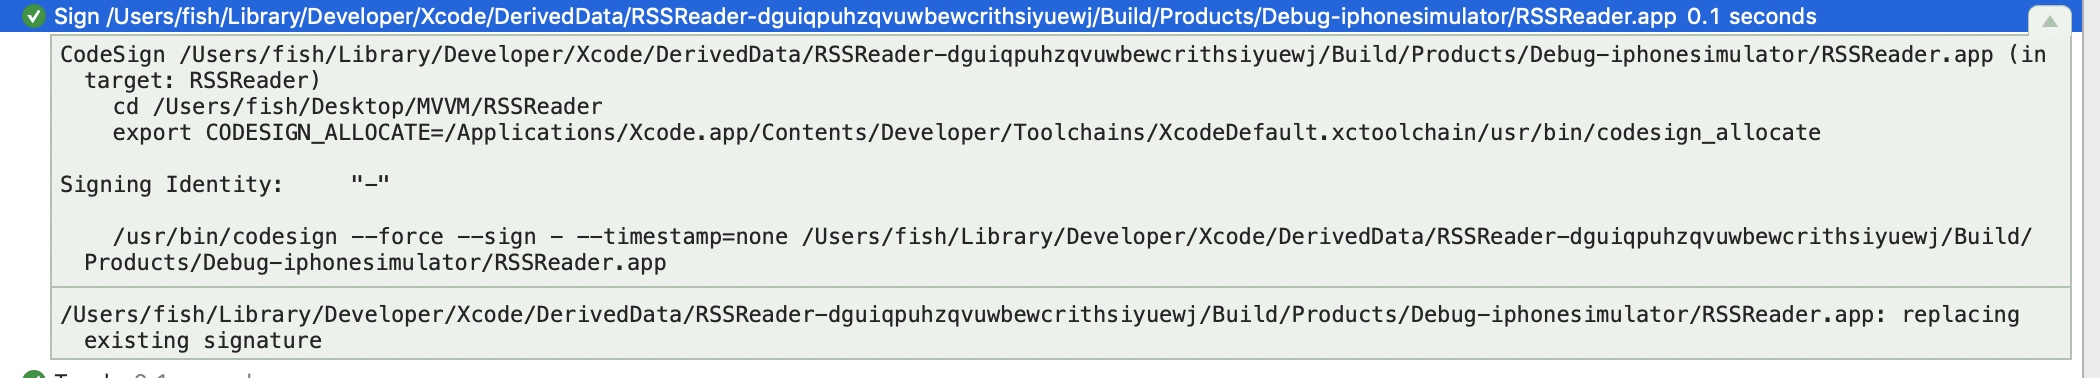 Sign /Users/fish/Library/Developer/Xcode/DerivedData/RSSReader-dguiqpuhzqvuwbewcrithsiyuewj/Build/Products/Debug-iphonesimulator/RSSReader.app 0.1 seconds
CodeSign /Users/fish/Library/Developer/Xcode/DerivedData/RSSReader-dguiqpuhzqvuwbewcrithsiyuewj/Build/Products/Debug-iphonesimulator/RSSReader.app (in
target: RSSReader)
cd /Users/fish/Desktop/MVVM/RSSReader
export CODESIGN_ALLOCATE=/Applications/Xcode.app/Contents/Developer/Toolchains/XcodeDefault.xctoolchain/usr/bin/codesign_allocate
Signing Identity: "-"
/usr/bin/codesign --force --sign - --timestamp=none /Users/fish/Library/Developer/Xcode/DerivedData/RSSReader-dguiqpuhzqvuwbewcrithsiyuewj/Build/
Products/Debug-iphonesimulator/RSSReader.app
/Users/fish/Library/Developer/Xcode/DerivedData/RSSReader-dguiqpuhzqvuwbewcrithsiyuewj/Build/Products/Debug-iphonesimulator/RSSReader.app: replacing
existing signature